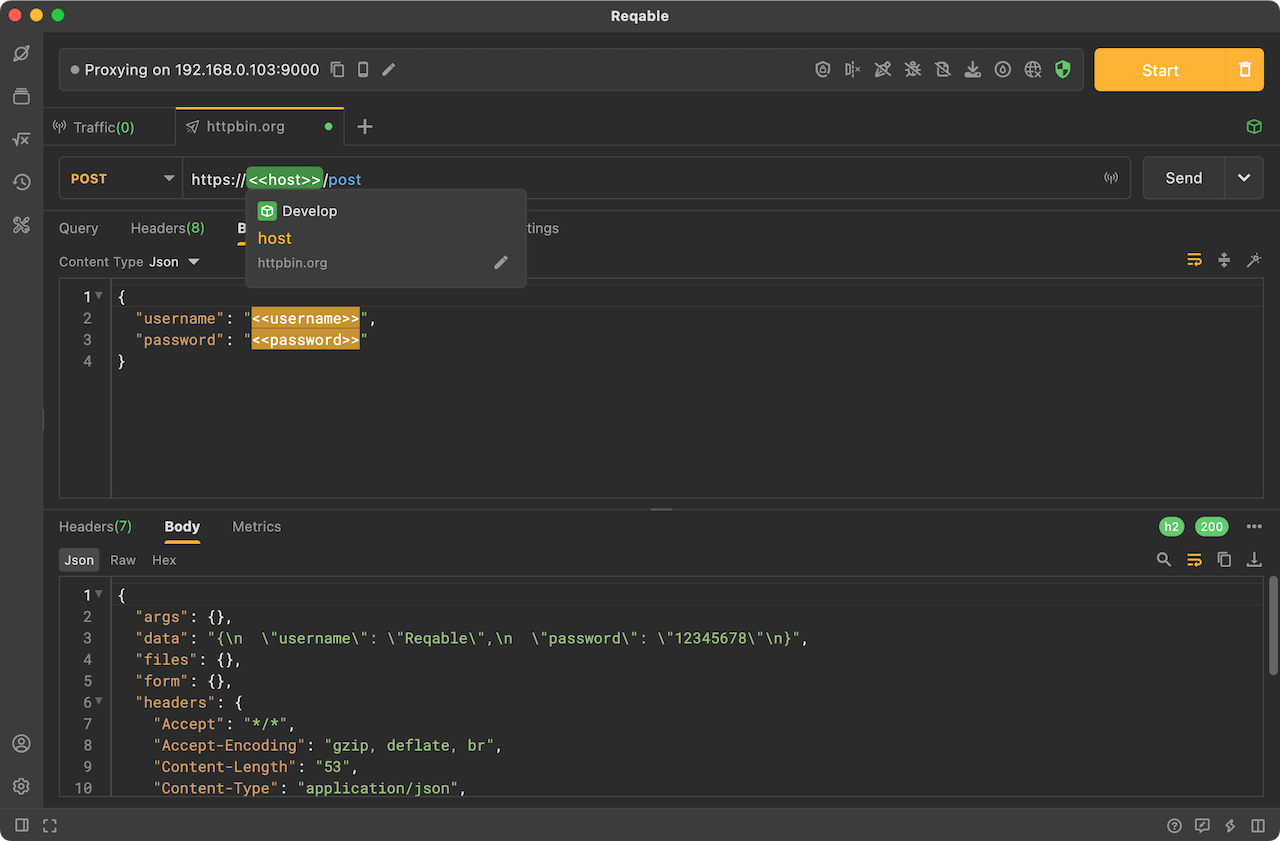 Reqable
Proxying on 192.168.0.103:9000
Start
Traffic(0)
httpbin.org
POST
https://<<host>>/post
Send
Develop
host
httpbin.org
Query
Headers(8)
B
tings
Content Type Json
1 {
2 "username": "<<username>>",
3 "password": "<<password>>"
4 }
Headers(7)
Body
Metrics
h2
200
Json
Raw
Hex
1 {
2 "args": {},
3 "data": "{\n  \"username\": \"Reqable\",\n  \"password\": \"12345678\"\n}",
4 "files": {},
5 "form": {},
6 "headers": {
7 "Accept": "*/*",
8 "Accept-Encoding": "gzip, deflate, br",
9 "Content-Length": "53",
10 "Content-Type": "application/json",